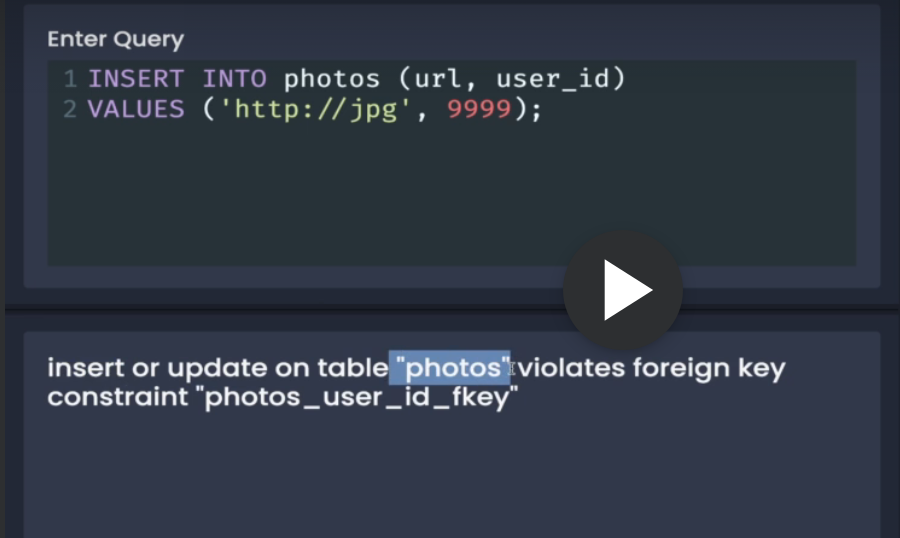 Enter Query
1 INSERT INTO photos (url, user_id)
2 VALUES ('http://jpg', 9999);
insert or update on table "photos" violates foreign key
constraint "photos_user_id_fkey"